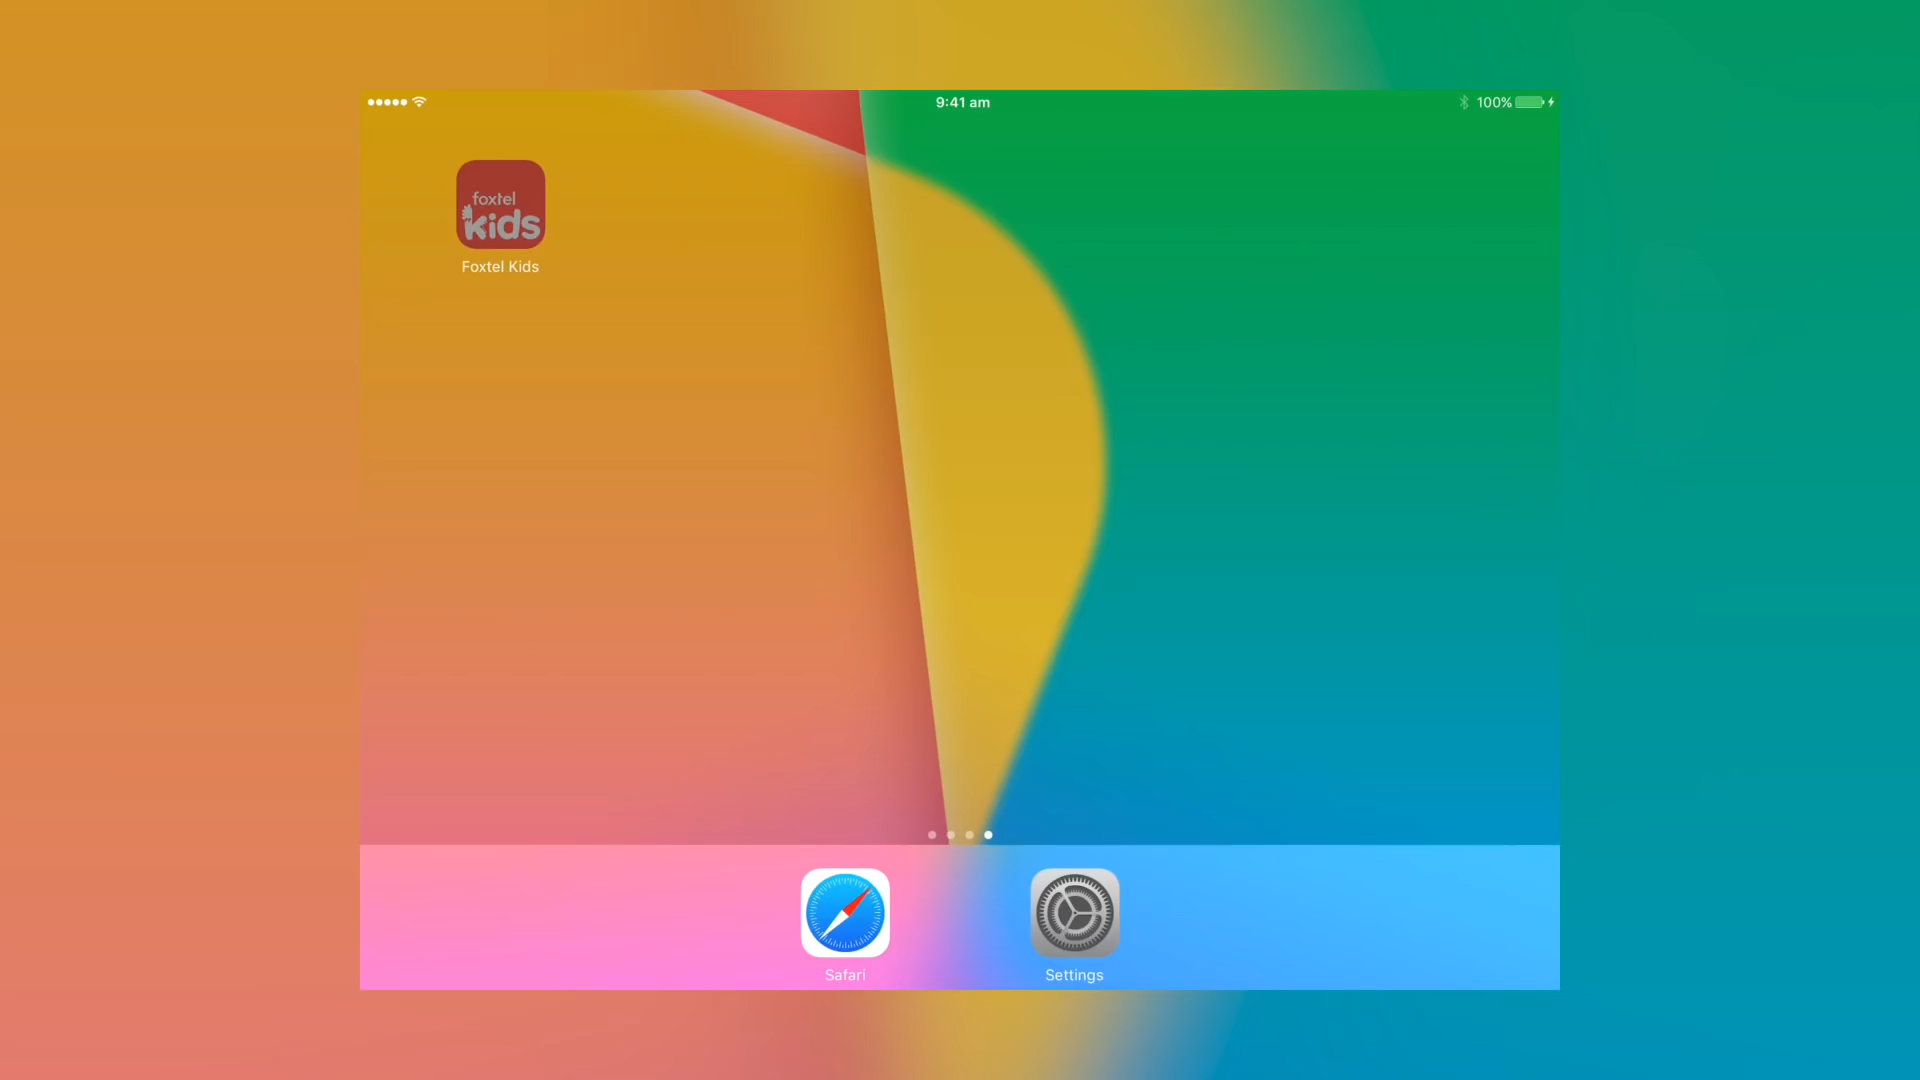 9:41 am
100%
foxtel
kids
Foxtel Kids
Safari
Settings